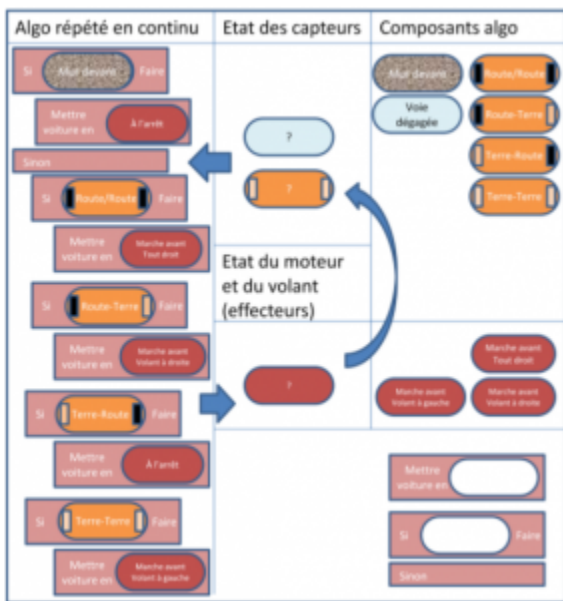 Algo répété en continu
Etat des capteurs
Composants algo
Si Mur devant Faire
Mettre voiture en
À l'arrêt
Sinon
Si Route/Route Faire
Mettre voiture en
Marche avant
Tout droit
Si Route-Terre Faire
Mettre voiture en
Marche avant
Volant à droite
Si Terre-Route Faire
Mettre voiture en
À l'arrêt
Si Terre-Terre Faire
Mettre voiture en
Marche avant
Volant à gauche
?
?
Etat du moteur
et du volant
(effecteurs)
?
Mur devant
Voie
dégagée
Route/Route
Route-Terre
Terre-Route
Terre-Terre
Marche avant
Tout droit
Marche avant
Volant à gauche
Marche avant
Volant à droite
Mettre
voiture en
Si Faire
Sinon